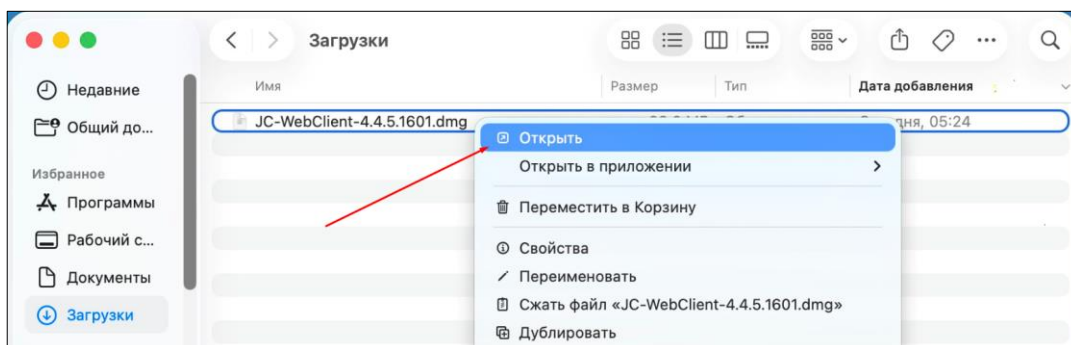 Загрузки
Недавние
Общий до...
Избранное
Программы
Рабочий с...
Документы
Загрузки
Имя Размер Тип Дата добавления
JC-WebClient-4.4.5.1601.dmg 05:24
Открыть
Открыть в приложении
Переместить в Корзину
Свойства
Переименовать
Сжать файл «JC-WebClient-4.4.5.1601.dmg»
Дублировать